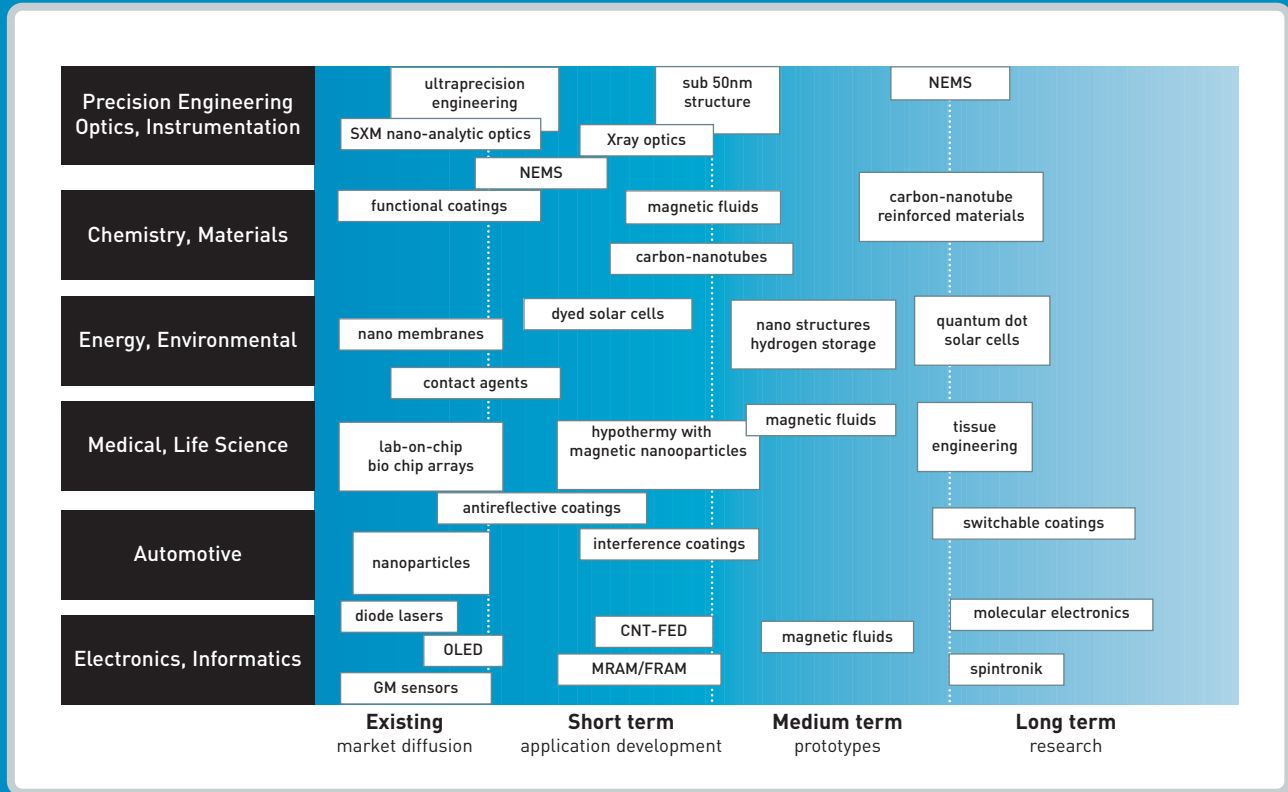 Precision Engineering
Optics, Instrumentation
ultraprecision
engineering
sub 50nm
structure
NEMS
SXM nano-analytic optics
Xray optics
NEMS
Chemistry, Materials
functional coatings
magnetic fluids
carbon-nanotube
reinforced materials
carbon-nanotubes
Energy, Environmental
nano membranes
dyed solar cells
nano structures
hydrogen storage
quantum dot
solar cells
contact agents
Medical, Life Science
lab-on-chip
bio chip arrays
hypothermy with
magnetic nanooparticles
magnetic fluids
tissue
engineering
antireflective coatings
Automotive
nanoparticles
interference coatings
switchable coatings
Electronics, Informatics
diode lasers
OLED
GM sensors
CNT-FED
MRAM/FRAM
magnetic fluids
molecular electronics
spintronik
Existing
market diffusion
Short term
application development
Medium term
prototypes
Long term
research